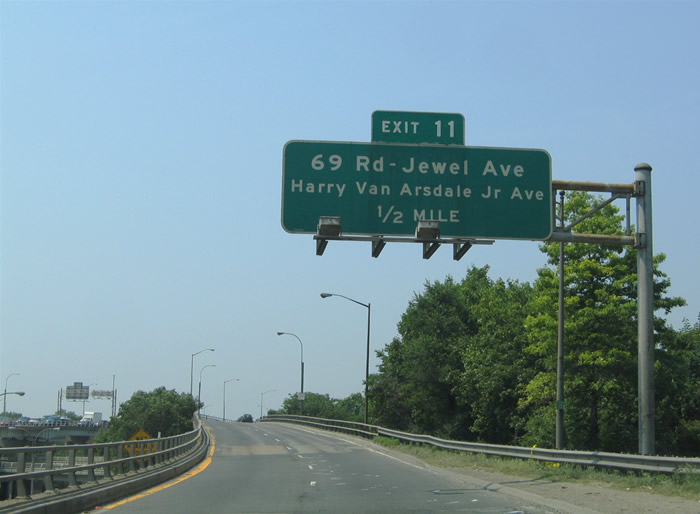 EXIT 11
69 Rd-Jewel Ave
Harry Van Arsdale Jr Ave
1/2 MILE